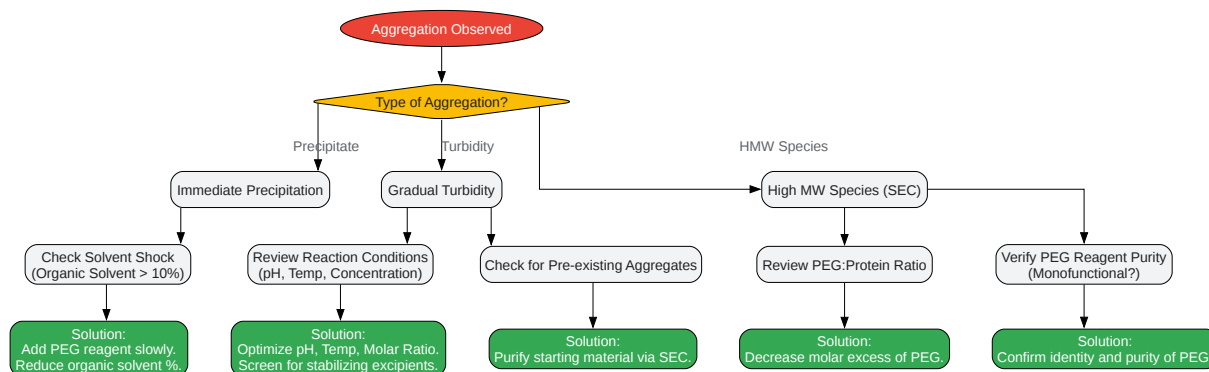 Aggregation Observed
Type of Aggregation?
Precipitate
Turbidity
HMW Species
Immediate Precipitation
Gradual Turbidity
High MW Species (SEC)
Check Solvent Shock
(Organic Solvent > 10%)
Review Reaction Conditions
(pH, Temp, Concentration)
Check for Pre-existing Aggregates
Review PEG:Protein Ratio
Verify PEG Reagent Purity
(Monofunctional?)
Solution:
Add PEG reagent slowly.
Reduce organic solvent %.
Solution:
Optimize pH, Temp, Molar Ratio.
Screen for stabilizing excipients.
Solution:
Purify starting material via SEC.
Solution:
Decrease molar excess of PEG.
Solution:
Confirm identity and purity of PEG